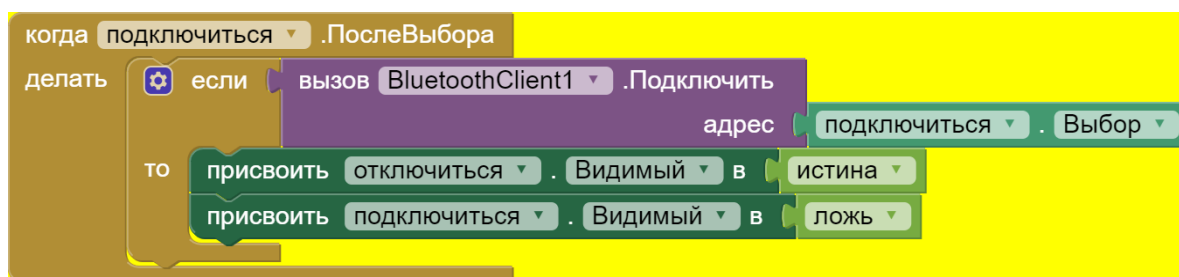 когда подключиться .ПослеВыбора
делать если вызов BluetoothClient1 .Подключить
адрес подключиться . Выбор
то присвоить отключиться . Видимый в истина
присвоить подключиться . Видимый в ложь